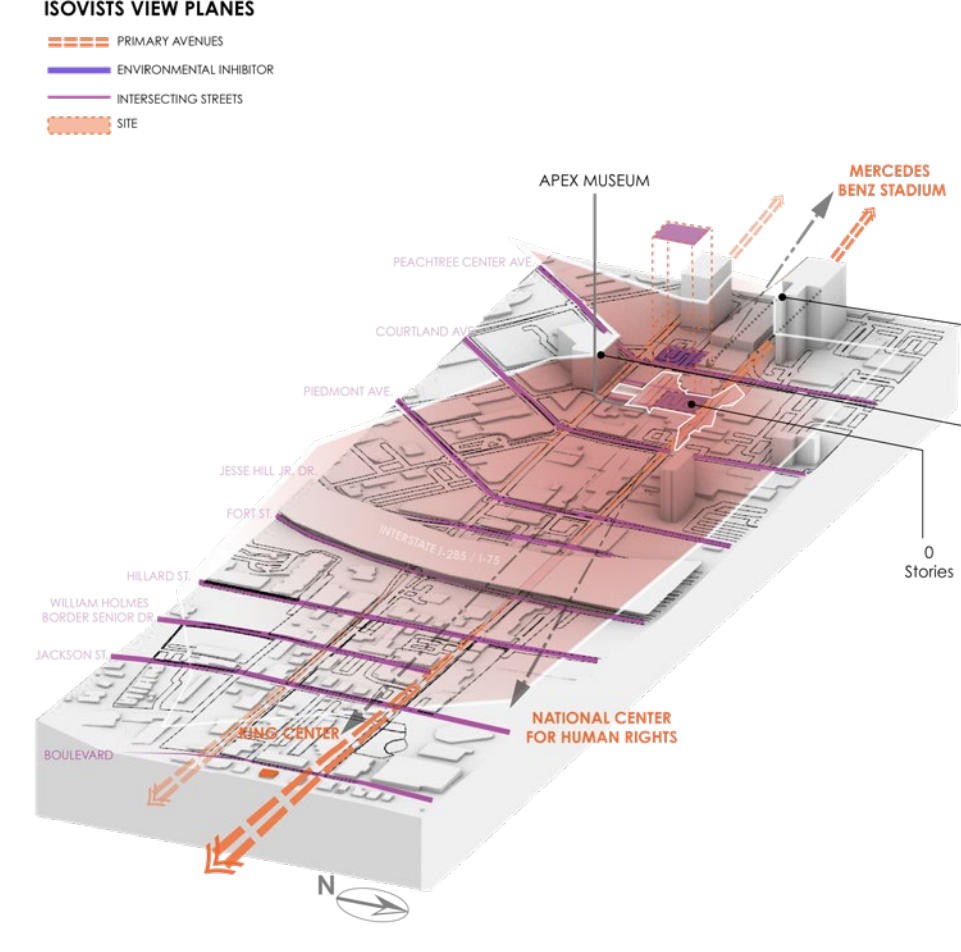 ISOVISTS VIEW PLANES
PRIMARY AVENUES
ENVIRONMENTAL INHIBITOR
INTERSECTING STREETS
SITE
APEX MUSEUM
MERCEDES
BENZ STADIUM
PEACHTREE CENTER AVE.
COURTLAND AVE
PIEDMONT AVE.
JESSE HILL JR. DR.
FORT ST.
INTERSTATE I-285 / I-75
0
Stories
HILLARD ST.
WILLIAM HOLMES
BORDER SENIOR DR.
JACKSON ST.
NATIONAL CENTER
FOR HUMAN RIGHTS
KING CENTER
BOULEVARD
N